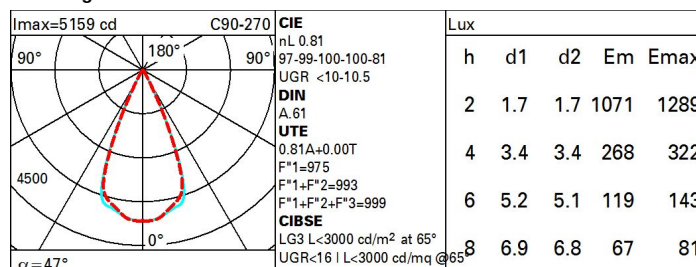 Imax=5159 cd C90-270
90° 180° 90°
4500
0°
α=47°
CIE
nL 0.81
97-99-100-100-81
UGR <10-10.5
DIN
A.61
UTE
0.81A+0.00T
F"1=975
F"1+F"2=993
F"1+F"2+F"3=999
CIBSE
LG3 L<3000 cd/m² at 65°
UGR<16 | L<3000 cd/mq @65°
Lux
h d1 d2 Em Emax
2 1.7 1.7 1071 1289
4 3.4 3.4 268 322
6 5.2 5.1 119 143
8 6.9 6.8 67 81